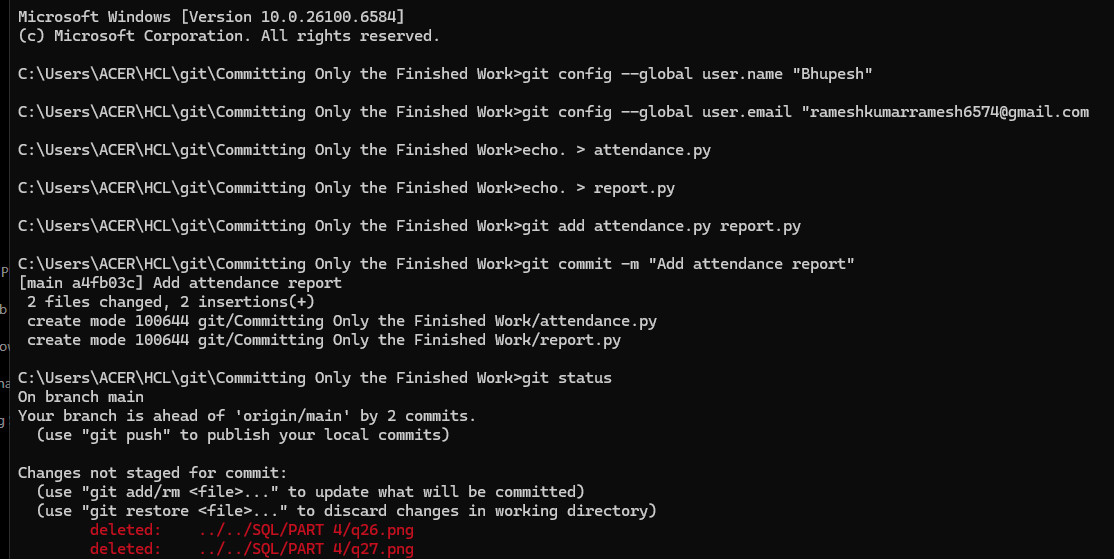 Microsoft Windows [Version 10.0.26100.6584]
(c) Microsoft Corporation. All rights reserved.
C:\Users\ACER\HCL\git\Committing Only the Finished Work>git config --global user.name "Bhupesh"
C:\Users\ACER\HCL\git\Committing Only the Finished Work>git config --global user.email "rameshkumarramesh6574@gmail.com
C:\Users\ACER\HCL\git\Committing Only the Finished Work>echo. > attendance.py
C:\Users\ACER\HCL\git\Committing Only the Finished Work>echo. > report.py
C:\Users\ACER\HCL\git\Committing Only the Finished Work>git add attendance.py report.py
C:\Users\ACER\HCL\git\Committing Only the Finished Work>git commit -m "Add attendance report"
[main a4fb03c] Add attendance report
 2 files changed, 2 insertions(+)
 create mode 100644 git/Committing Only the Finished Work/attendance.py
 create mode 100644 git/Committing Only the Finished Work/report.py
C:\Users\ACER\HCL\git\Committing Only the Finished Work>git status
On branch main
Your branch is ahead of 'origin/main' by 2 commits.
  (use "git push" to publish your local commits)
Changes not staged for commit:
  (use "git add/rm <file>..." to update what will be committed)
  (use "git restore <file>..." to discard changes in working directory)
        deleted:    ../../SQL/PART 4/q26.png
        deleted:    ../../SQL/PART 4/q27.png